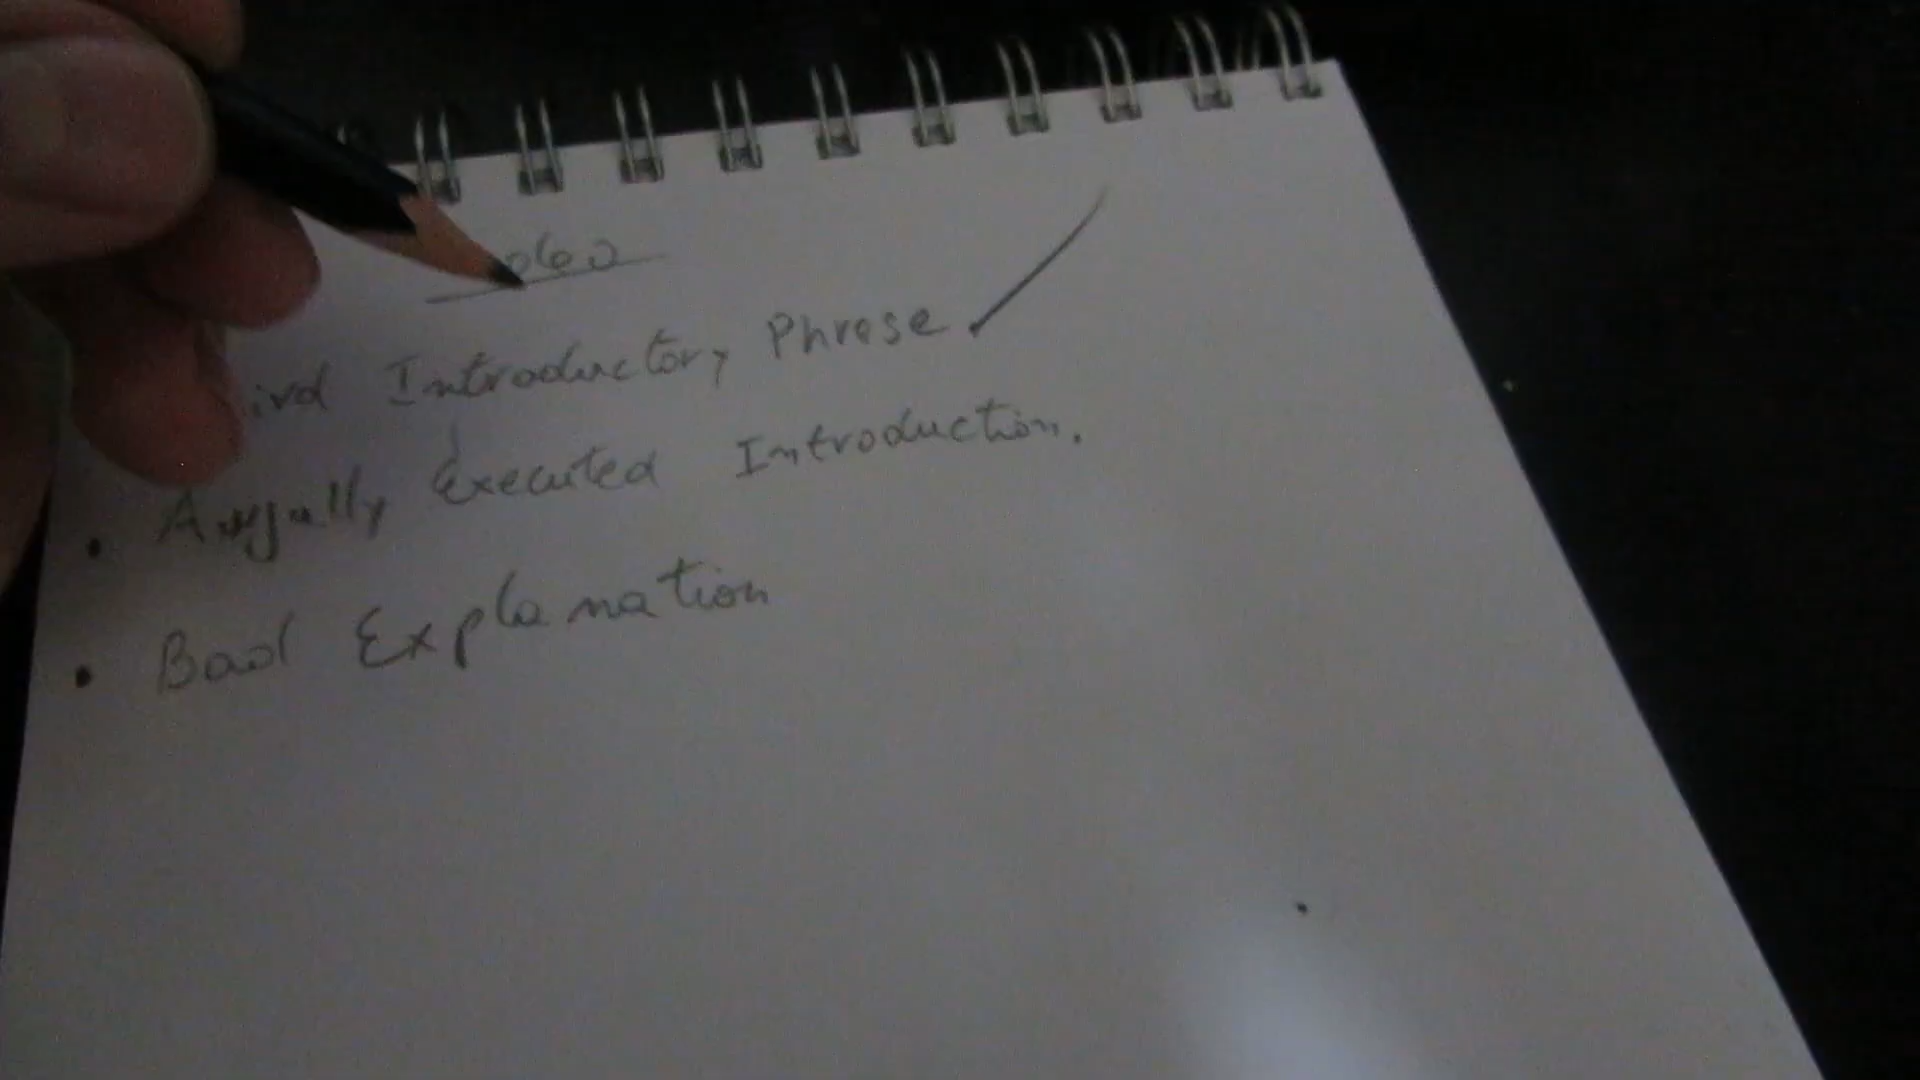 Introductory Phrase
• Awfully Executed Introduction.
• Bad Explanation